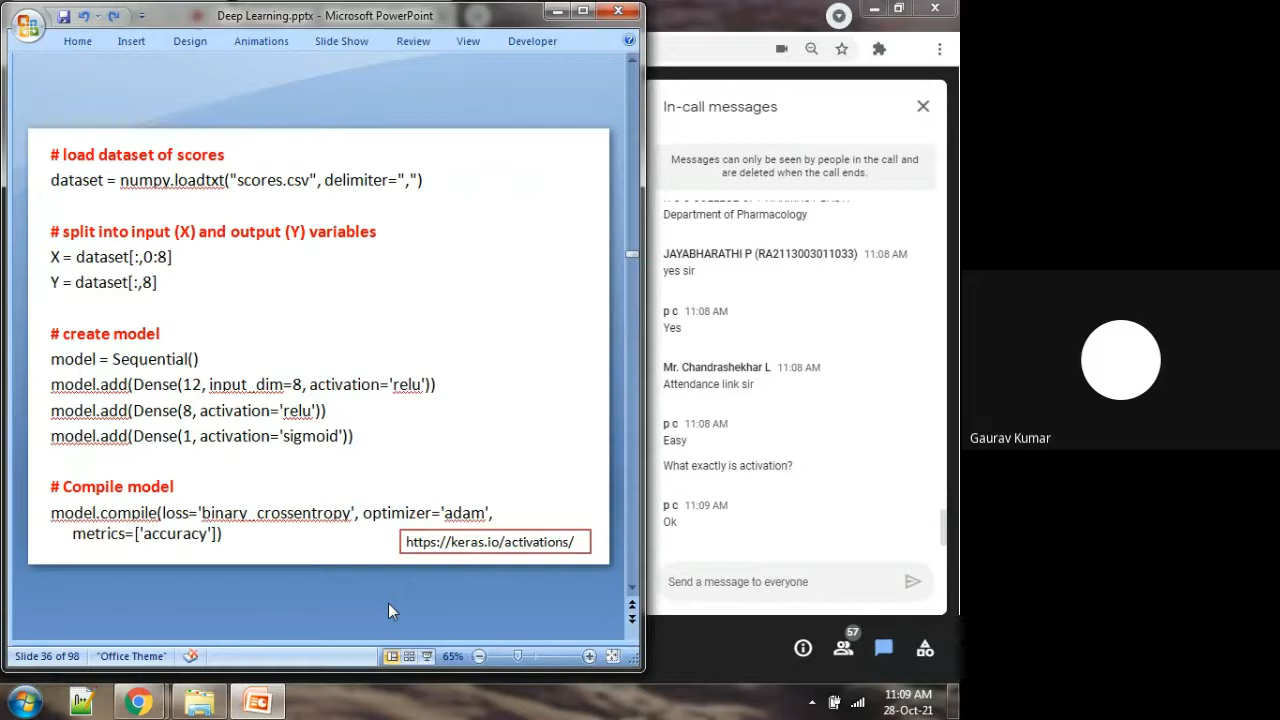 Deep Learning.pptx - Microsoft PowerPoint
Home Insert Design Animations Slide Show Review View Developer
# load dataset of scores
dataset = numpy.loadtxt("scores.csv", delimiter=",")
# split into input (X) and output (Y) variables
X = dataset[:,0:8]
Y = dataset[:,8]
# create model
model = Sequential()
model.add(Dense(12, input_dim=8, activation='relu'))
model.add(Dense(8, activation='relu'))
model.add(Dense(1, activation='sigmoid'))
# Compile model
model.compile(loss='binary_crossentropy', optimizer='adam',
metrics=['accuracy'])
https://keras.io/activations/
Slide 36 of 98 "Office Theme" 65%
In-call messages
Messages can only be seen by people in the call and
are deleted when the call ends.
Department of Pharmacology
JAYABHARATHI P (RA2113003011033) 11:08 AM
yes sir
p c 11:08 AM
Yes
Mr. Chandrashekhar L 11:08 AM
Attendance link sir
p c 11:08 AM
Easy
What exactly is activation?
p c 11:09 AM
Ok
Send a message to everyone
57
Gaurav Kumar
11:09 AM
28-Oct-21